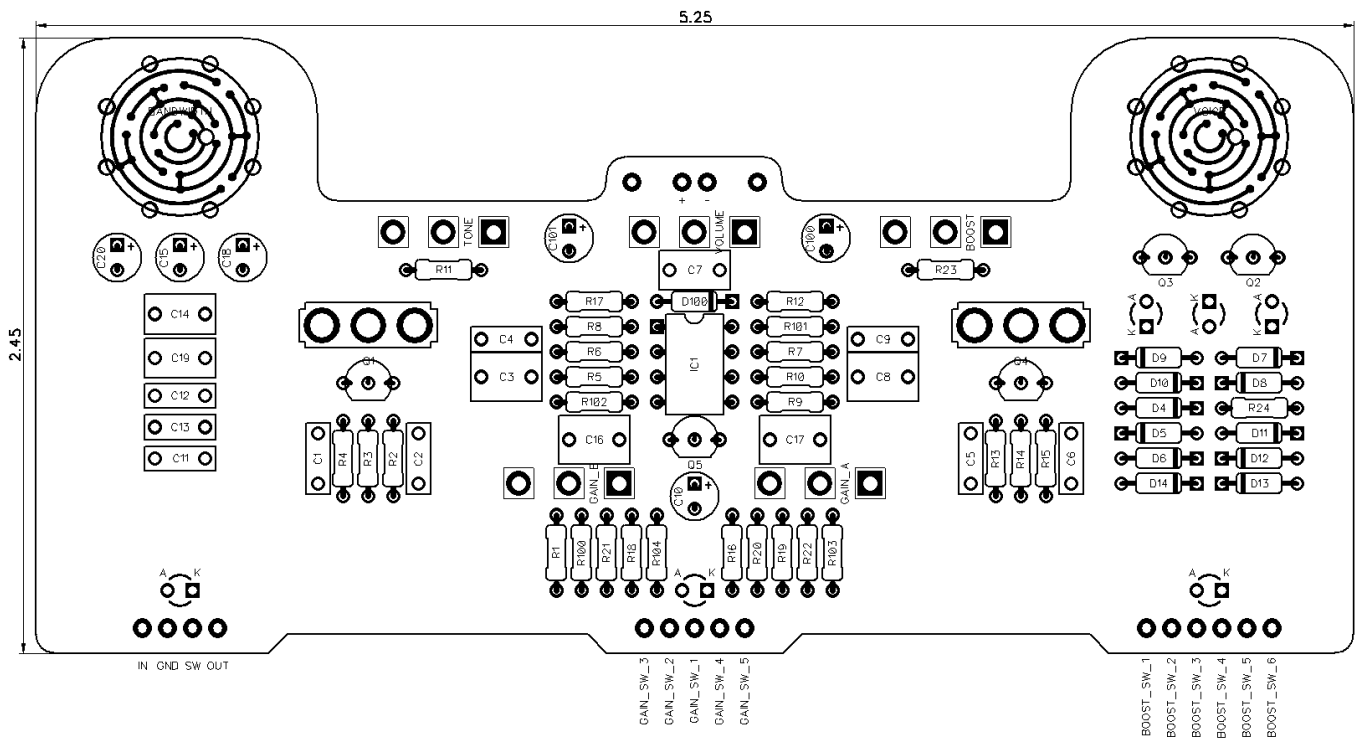 5.25
2.45
BANDWIDTH
VOICE
+ -
TONE
C101
+
VOLUME
C100
+
BOOST
C20
+
C15
+
C18
+
R11
C7
R23
Q3
Q2
C14
R17
D100
R12
A
K
A
C4
R8
R101
C9
K
A
K
C19
Q1
R6
IC1
R7
Q4
D9
D7
C3
R5
R10
C8
D10
D8
C12
R102
R9
D4
R24
C13
C1
R4
R3
R2
C2
C16
Q5
C17
C5
R13
R14
R15
C6
D5
D11
C11
D6
D12
GAIN_B
C10
+
GAIN_A
D14
D13
R1
R100
R21
R18
R104
R16
R20
R19
R22
R103
A K
A K
A K
IN GND SW OUT
GAIN_SW_3
GAIN_SW_2
GAIN_SW_1
GAIN_SW_4
GAIN_SW_5
BOOST_SW_1
BOOST_SW_2
BOOST_SW_3
BOOST_SW_4
BOOST_SW_5
BOOST_SW_6